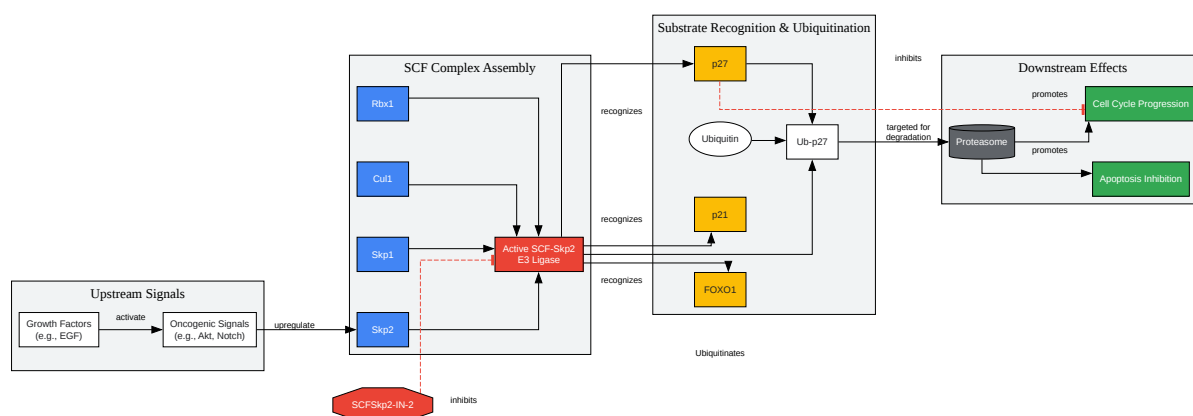 Upstream Signals
Growth Factors
(e.g., EGF)
activate
Oncogenic Signals
(e.g., Akt, Notch)
upregulate
SCF Complex Assembly
Rbx1
Cul1
Skp1
Skp2
Active SCF-Skp2
E3 Ligase
SCFSkp2-IN-2
inhibits
recognizes
recognizes
recognizes
Substrate Recognition & Ubiquitination
p27
Ubiquitin
Ub-p27
p21
FOXO1
Ubiquitinates
inhibits
targeted for
degradation
Downstream Effects
promotes
Cell Cycle Progression
Proteasome
promotes
Apoptosis Inhibition